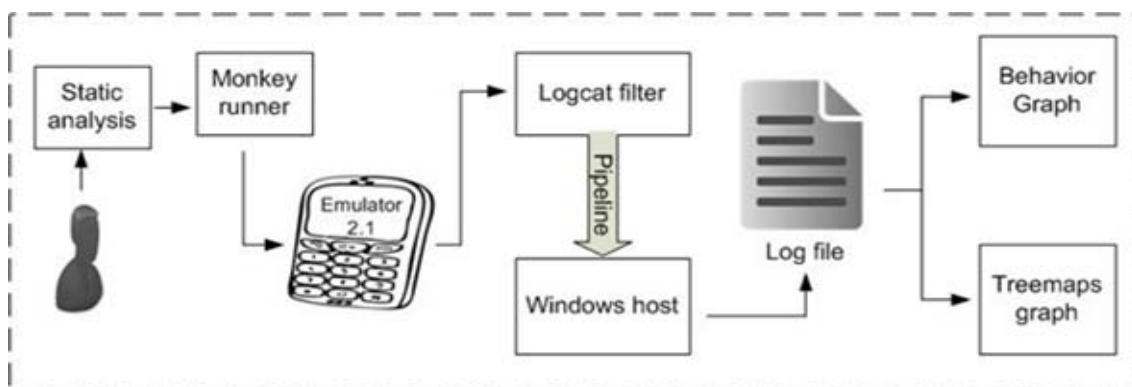 Static
analysis
Monkey
runner
Emulator
2.1
Logcat filter
Pipeline
Windows host
Log file
Behavior
Graph
Treemaps
graph